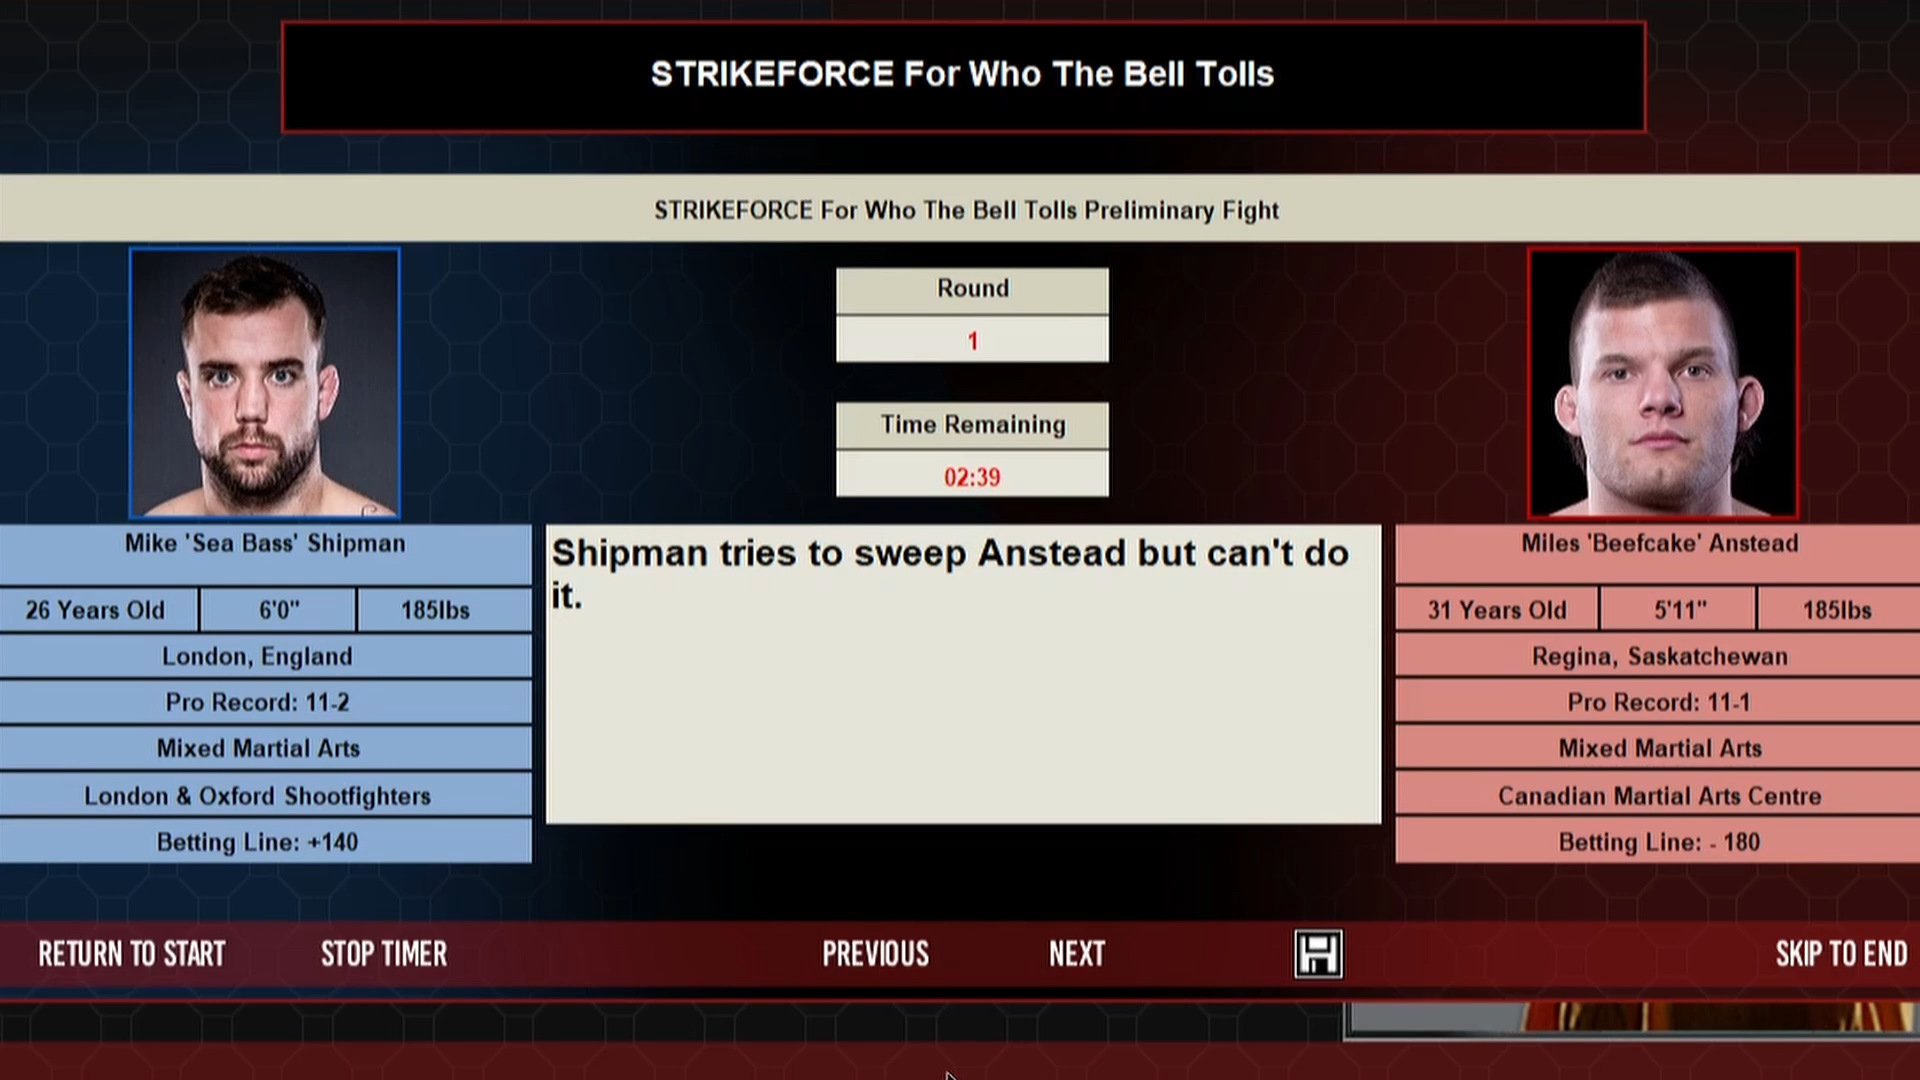 STRIKEFORCE For Who The Bell Tolls
STRIKEFORCE For Who The Bell Tolls Preliminary Fight
Round
1
Time Remaining
02:39
Mike 'Sea Bass' Shipman
26 Years Old
6'0"
185lbs
London, England
Pro Record: 11-2
Mixed Martial Arts
London & Oxford Shootfighters
Betting Line: +140
Shipman tries to sweep Anstead but can't do
it.
Miles 'Beefcake' Anstead
31 Years Old
5'11"
185lbs
Regina, Saskatchewan
Pro Record: 11-1
Mixed Martial Arts
Canadian Martial Arts Centre
Betting Line: - 180
RETURN TO START
STOP TIMER
PREVIOUS
NEXT
SKIP TO END